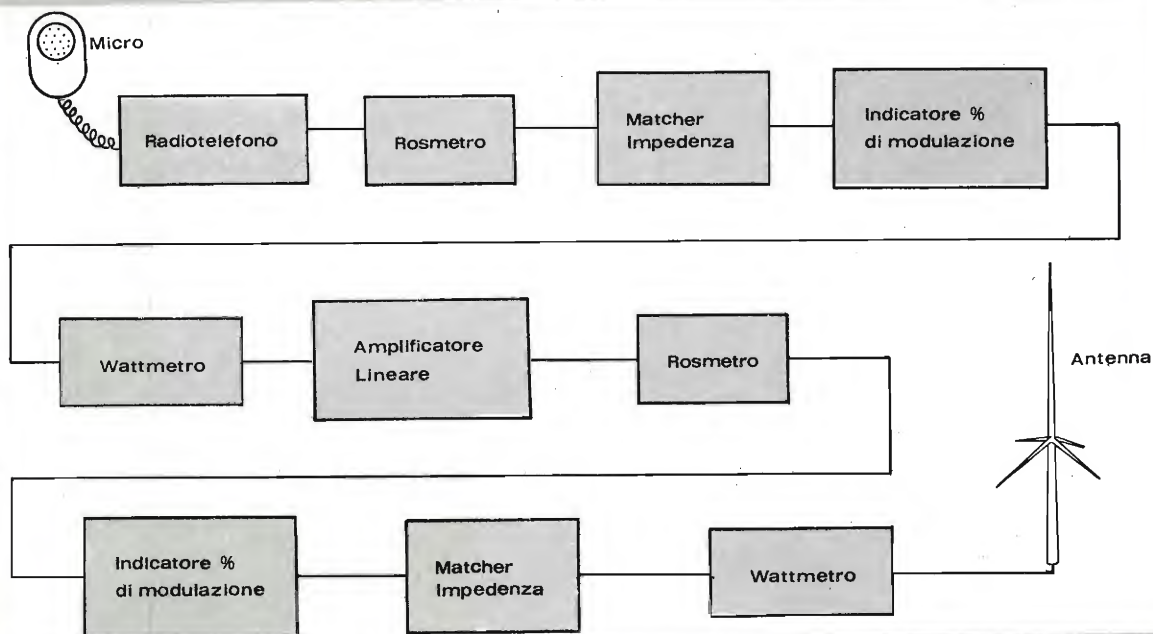 Micro
Radiotelefono
Rosmetro
Matcher
Impedenza
Indicatore %
di modulazione
Wattmetro
Amplificatore
Lineare
Rosmetro
Antenna
Indicatore %
di modulazione
Matcher
Impedenza
Wattmetro